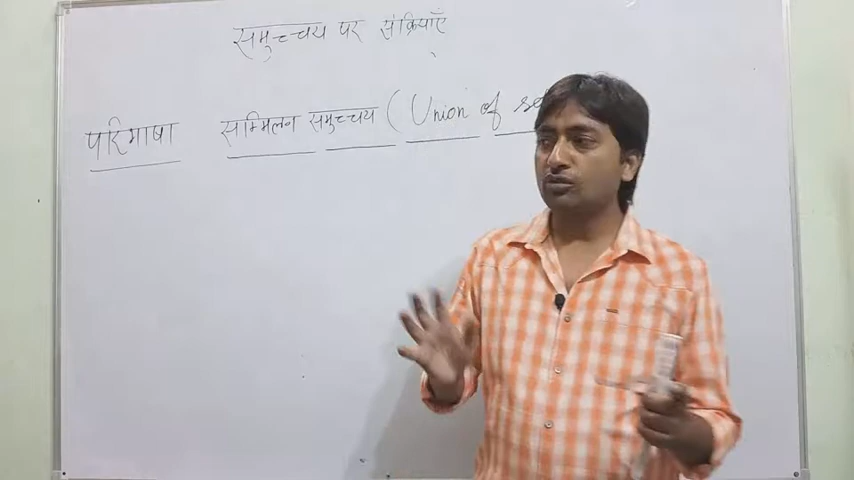 समुच्चय पर संक्रियाएँ
परिभाषा सम्मिलन समुच्चय (Union of